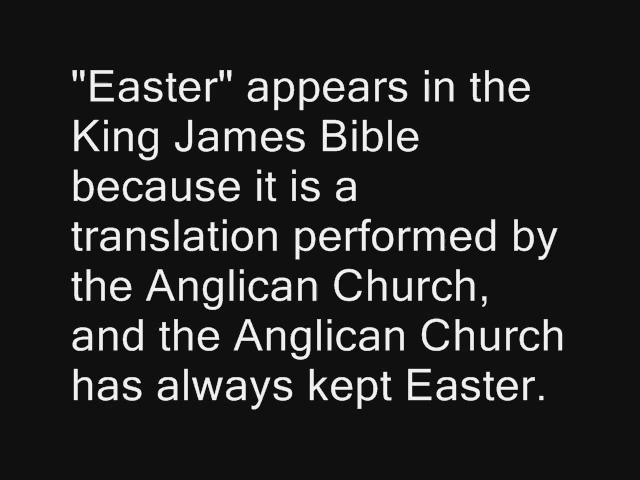 "Easter" appears in the
King James Bible
because it is a
translation performed by
the Anglican Church,
and the Anglican Church
has always kept Easter.